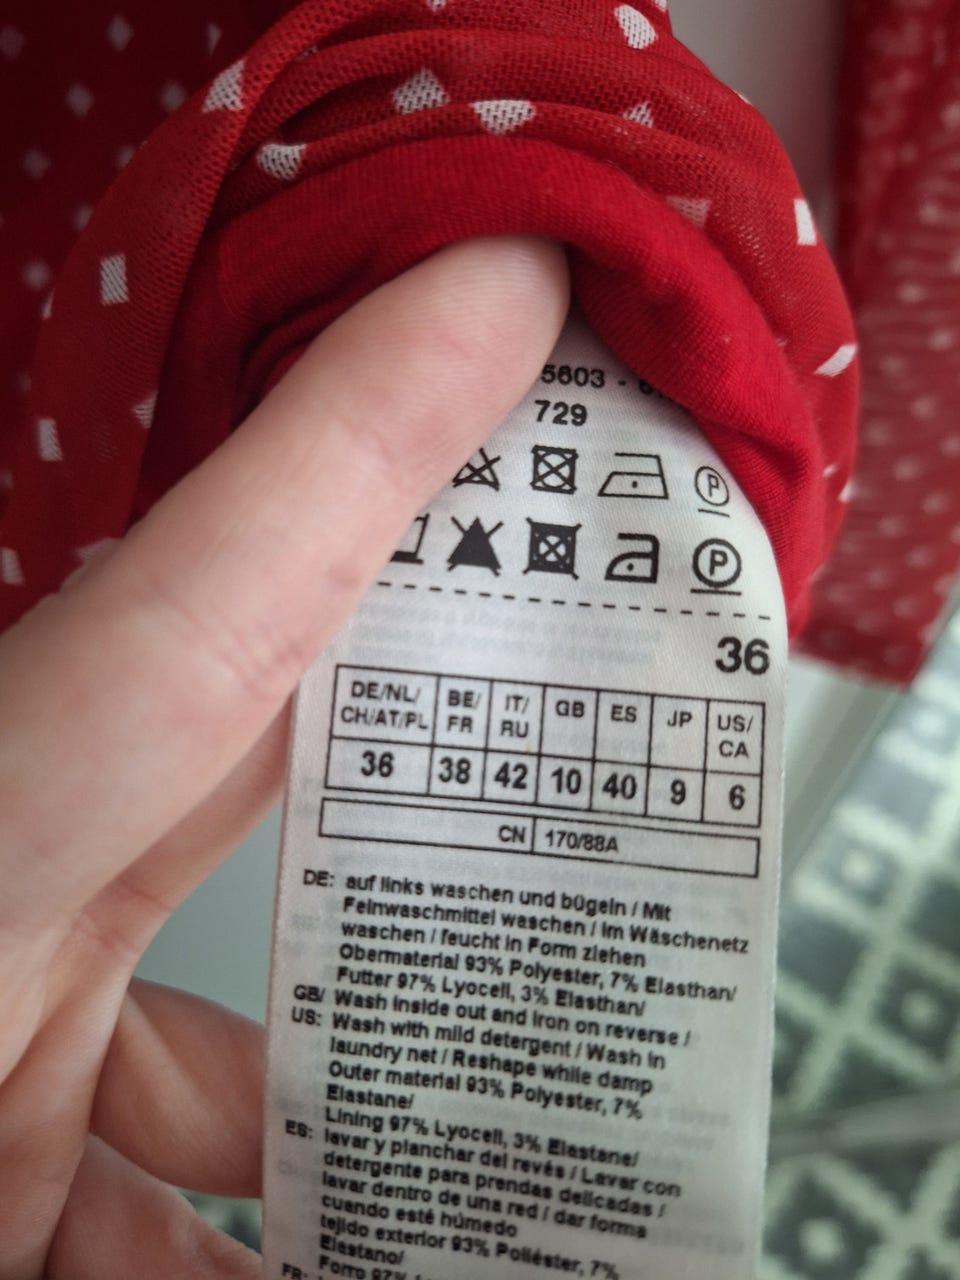 5603 -
729
P
P
36
DE/NL/
CH/AT/PL
BE/
FR
IT/
RU
GB
ES
JP
US/
CA
36 38 42 10 40 9 6
CN 170/88A
DE: auf links waschen und bügeln / Mit
Feinwaschmittel waschen / im Wäschenetz
waschen / feucht in Form ziehen
Obermaterial 93% Polyester, 7% Elasthan/
Futter 97% Lyocell, 3% Elasthan/
GB/ Wash inside out and iron on reverse /
US: Wash with mild detergent / Wash in
laundry net / Reshape while damp
Outer material 93% Polyester, 7%
Elastane/
Lining 97% Lyocell, 3% Elastane/
ES: lavar y planchar del revés / Lavar con
detergente para prendas delicadas /
lavar dentro de una red / dar forma
cuando esté húmedo
tejido exterior 93% Poliéster, 7%
Elastano/
Forro 97%
FR: